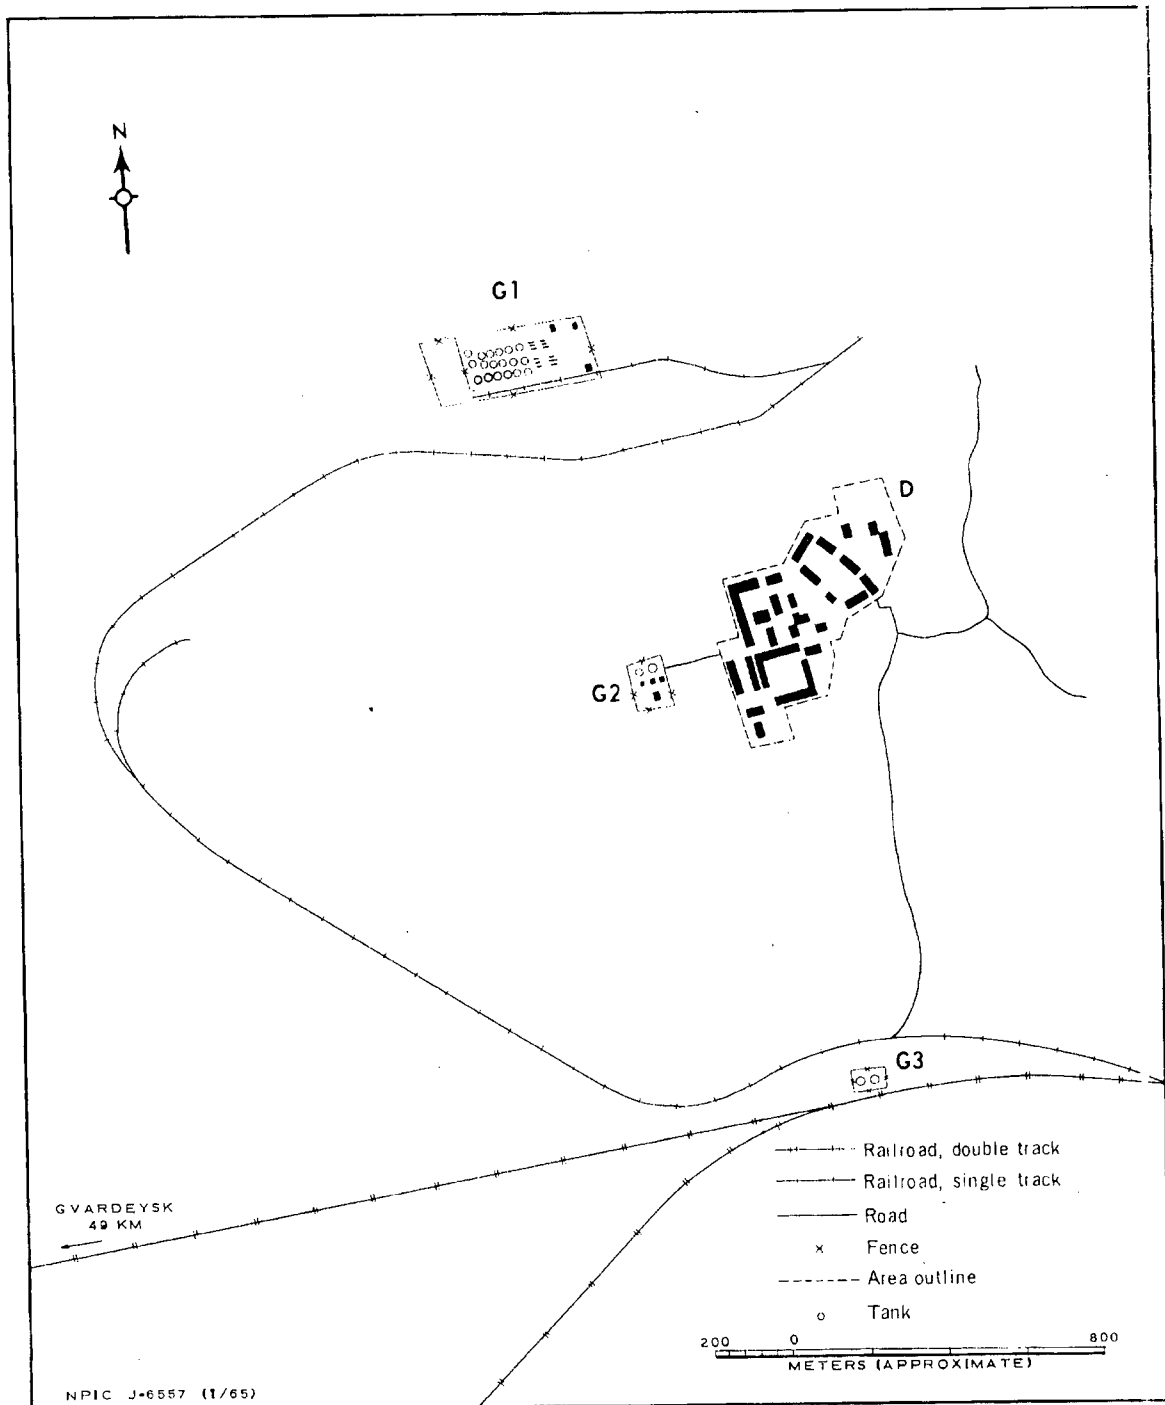 N
G1
D
G2
G3
Railroad, double track
Railroad, single track
Road
Fence
Area outline
Tank
GVARDEYSK
49 KM
200 0 800
METERS (APPROXIMATE)
NPIC J-6557 (1/65)